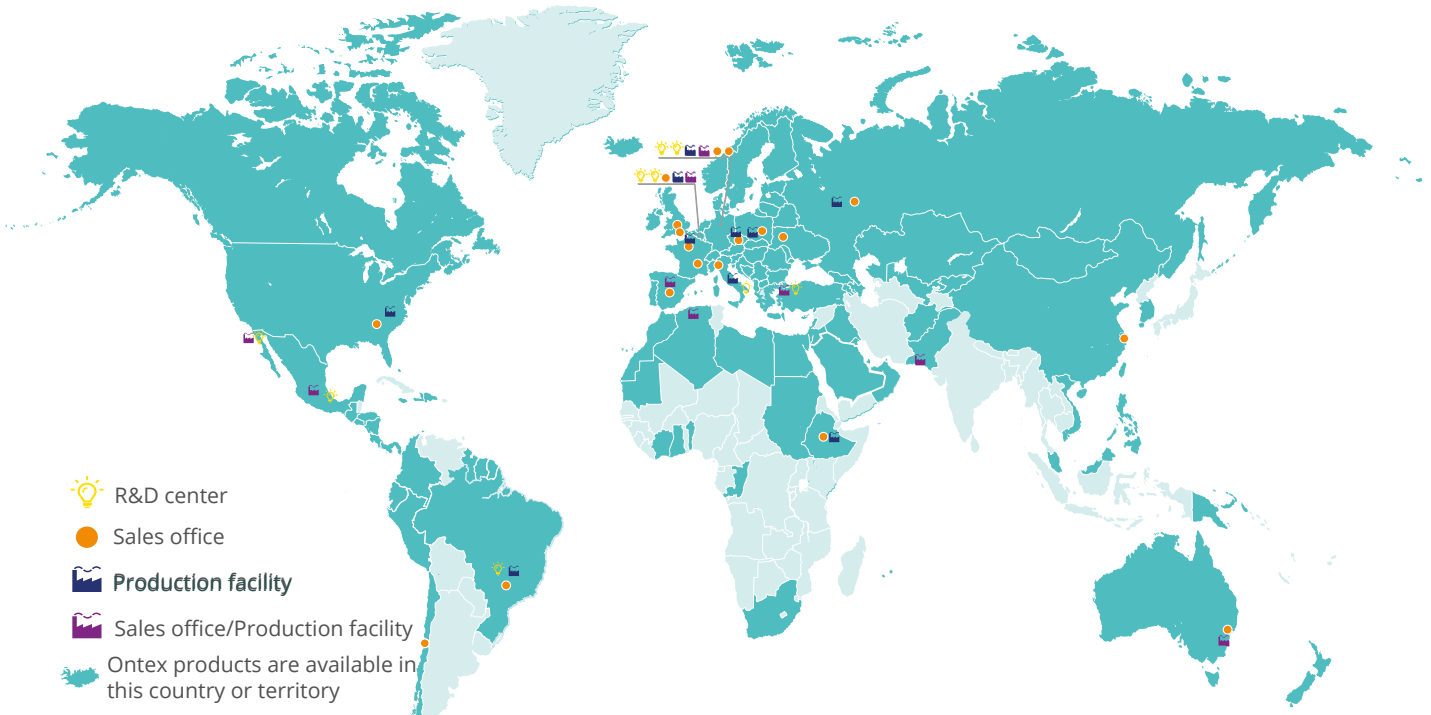 R&D center
Sales office
Production facility
Sales office/Production facility
Ontex products are available in
this country or territory